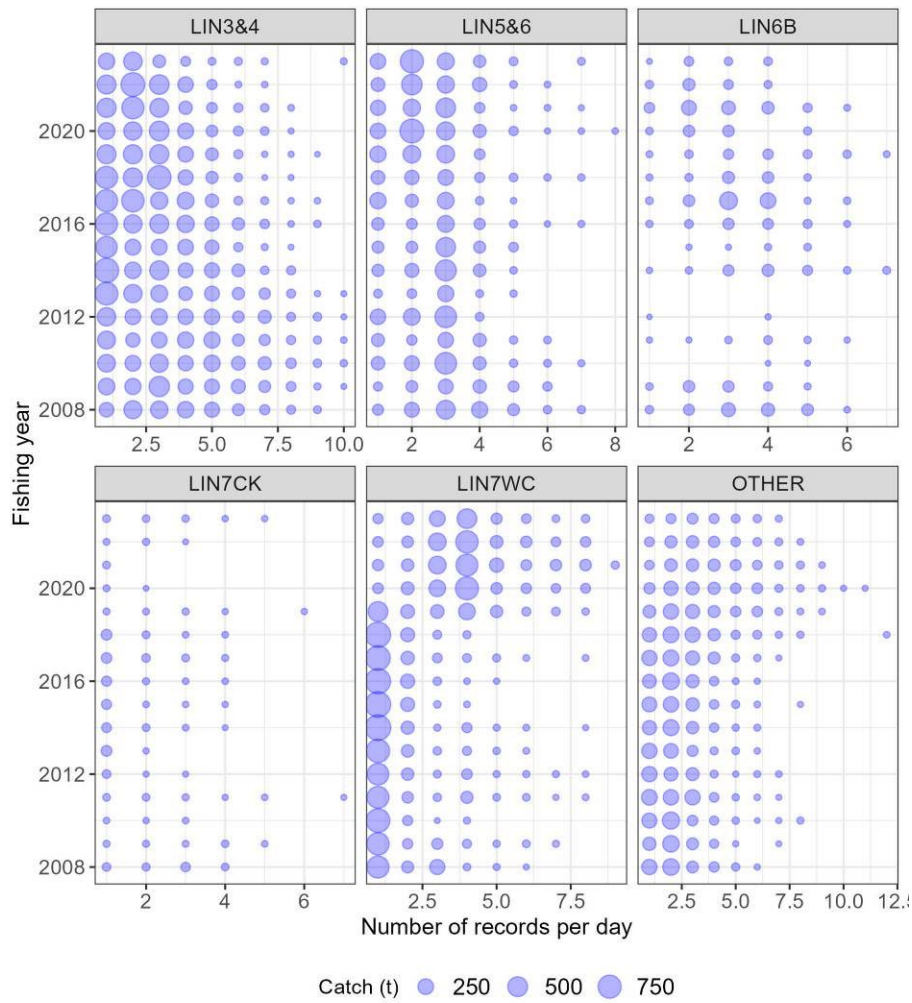 LIN3&4 LIN5&6 LIN6B
2020
2016
2012
2008
2.5 5.0 7.5 10.0 2 4 6 8 2 4 6
Fishing year
LIN7CK LIN7WC OTHER
2020
2016
2012
2008
2 4 6 2.5 5.0 7.5 2.5 5.0 7.5 10.0 12.5
Number of records per day
Catch (t) 250 500 750